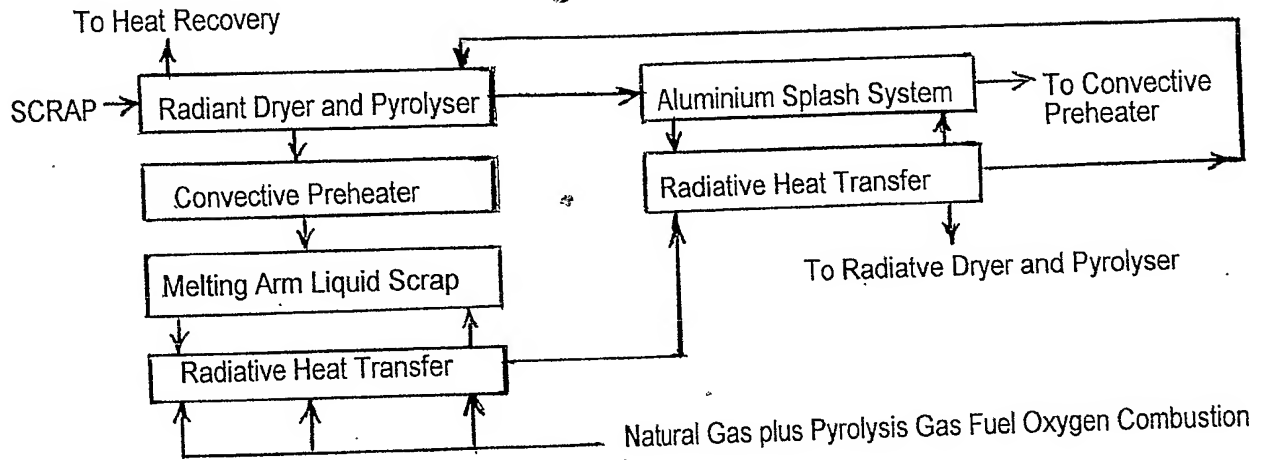 To Heat Recovery
SCRAP
Radiant Dryer and Pyrolyser
Aluminium Splash System
To Convective
Preheater
Convective Preheater
Radiative Heat Transfer
Melting Arm Liquid Scrap
To Radiatve Dryer and Pyrolyser
Radiative Heat Transfer
Natural Gas plus Pyrolysis Gas Fuel Oxygen Combustion